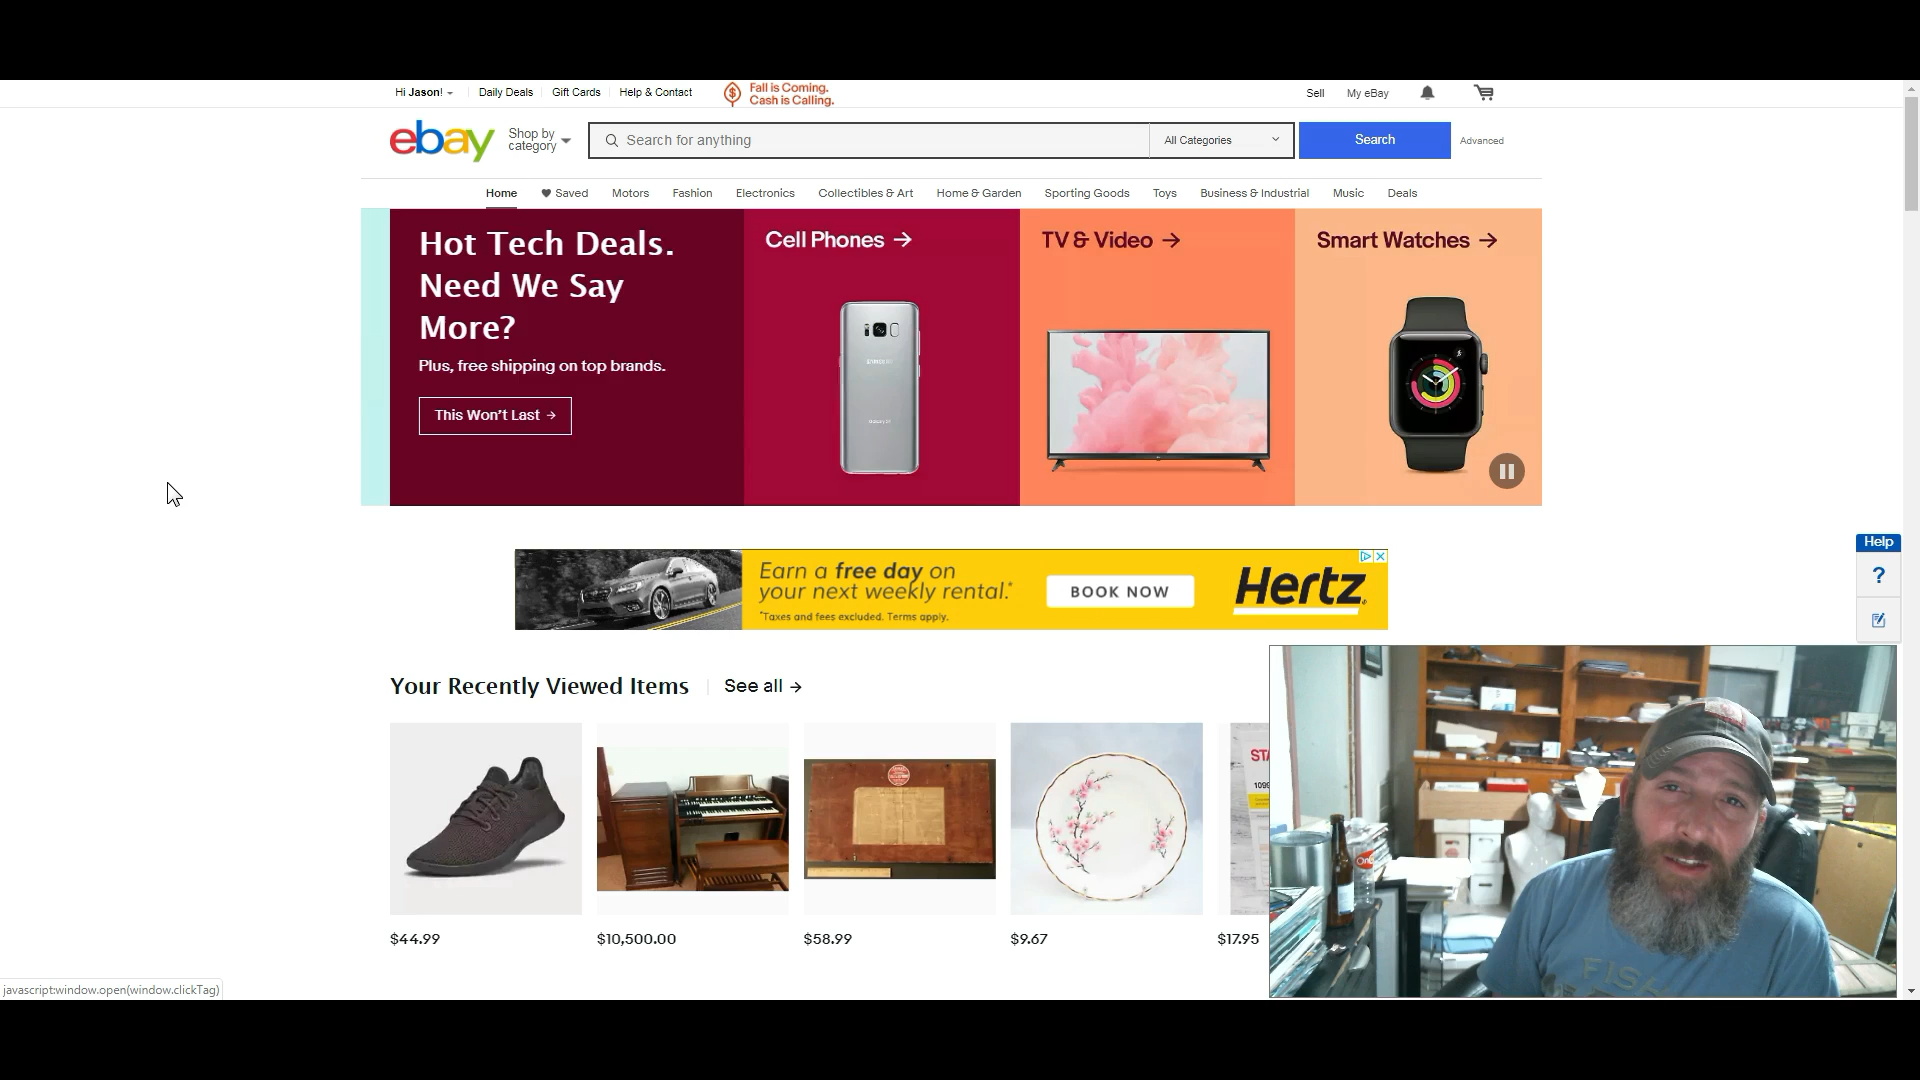 Hi Jason!
Daily Deals
Gift Cards
Help & Contact
Fall is Coming.
Cash is Calling.
Sell
My eBay
ebay
Shop by
category
Search for anything
All Categories
Search
Advanced
Home
Saved
Motors
Fashion
Electronics
Collectibles & Art
Home & Garden
Sporting Goods
Toys
Business & Industrial
Music
Deals
Hot Tech Deals.
Need We Say
More?
Plus, free shipping on top brands.
This Won't Last →
Cell Phones →
TV & Video →
Smart Watches →
SAMSUNG
Earn a free day on
your next weekly rental.*
*Taxes and fees excluded. Terms apply.
BOOK NOW
Hertz
Help
?
Your Recently Viewed Items
See all →
$44.99
$10,500.00
$58.99
$9.67
$17.95
STA
1099
FISH
javascript:window.open(window.clickTag)